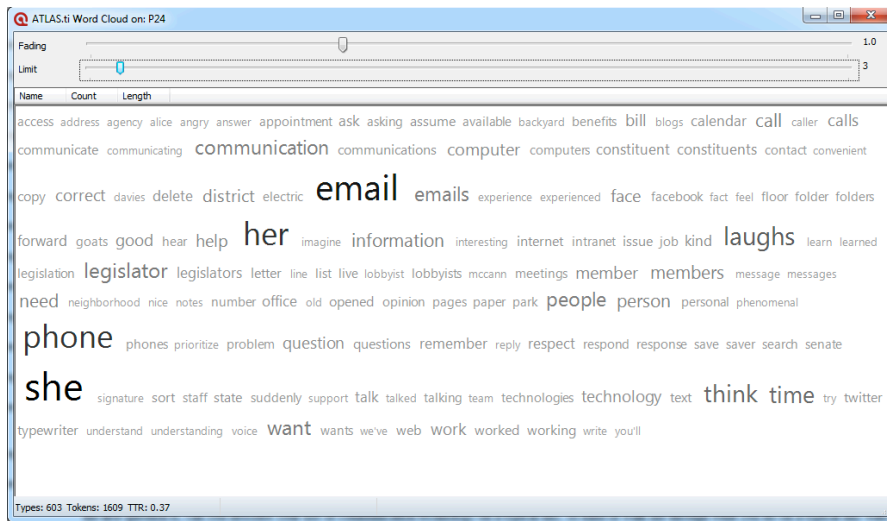 ATLAS.ti Word Cloud on: P24
Fading 1.0
Limit 3
Name Count Length
access address agency alice angry answer appointment ask asking assume available backyard benefits bill blogs calendar call caller calls
communicate communicating communication communications computer computers constituent constituents contact convenient
copy correct davies delete district electric email emails experience experienced face facebook fact feel floor folder folders
forward goats good hear help her imagine information interesting internet intranet issue job kind laughs learn learned
legislation legislator legislators letter line list live lobbyist lobbyists mccann meetings member members message messages
need neighborhood nice notes number office old opened opinion pages paper park people person personal phenomenal
phone phones prioritize problem question questions remember reply respect respond response save saver search senate
she signature sort staff state suddenly support talk talked talking team technologies technology text think time try twitter
typewriter understand understanding voice want wants we've web work worked working write you'll
Types: 603 Tokens: 1609 TTR: 0.37